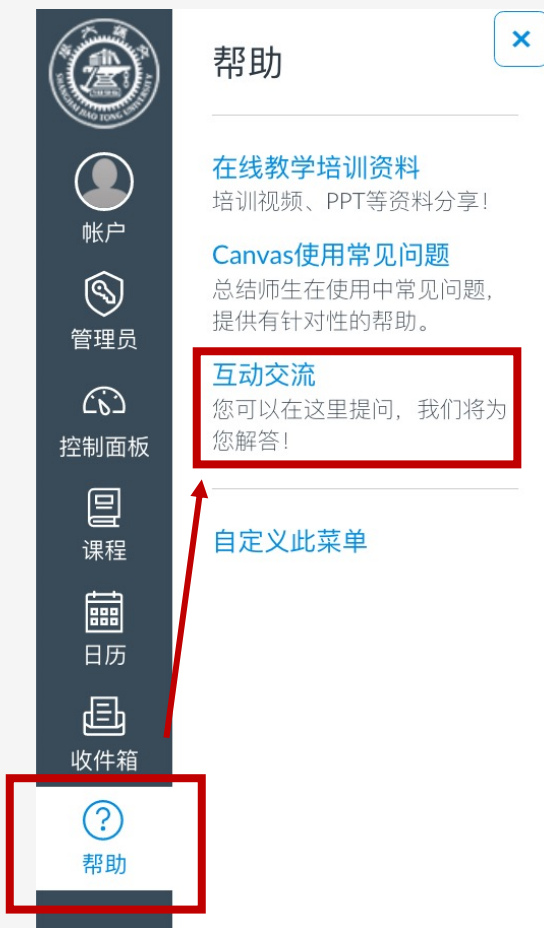 SHANGHAI JIAO TONG UNIVERSITY
帐户
管理员
控制面板
课程
日历
收件箱
帮助
帮助
在线教学培训资料
培训视频、PPT等资料分享！
Canvas使用常见问题
总结师生在使用中常见问题，
提供有针对性的帮助。
互动交流
您可以在这里提问，我们将为
您解答！
自定义此菜单